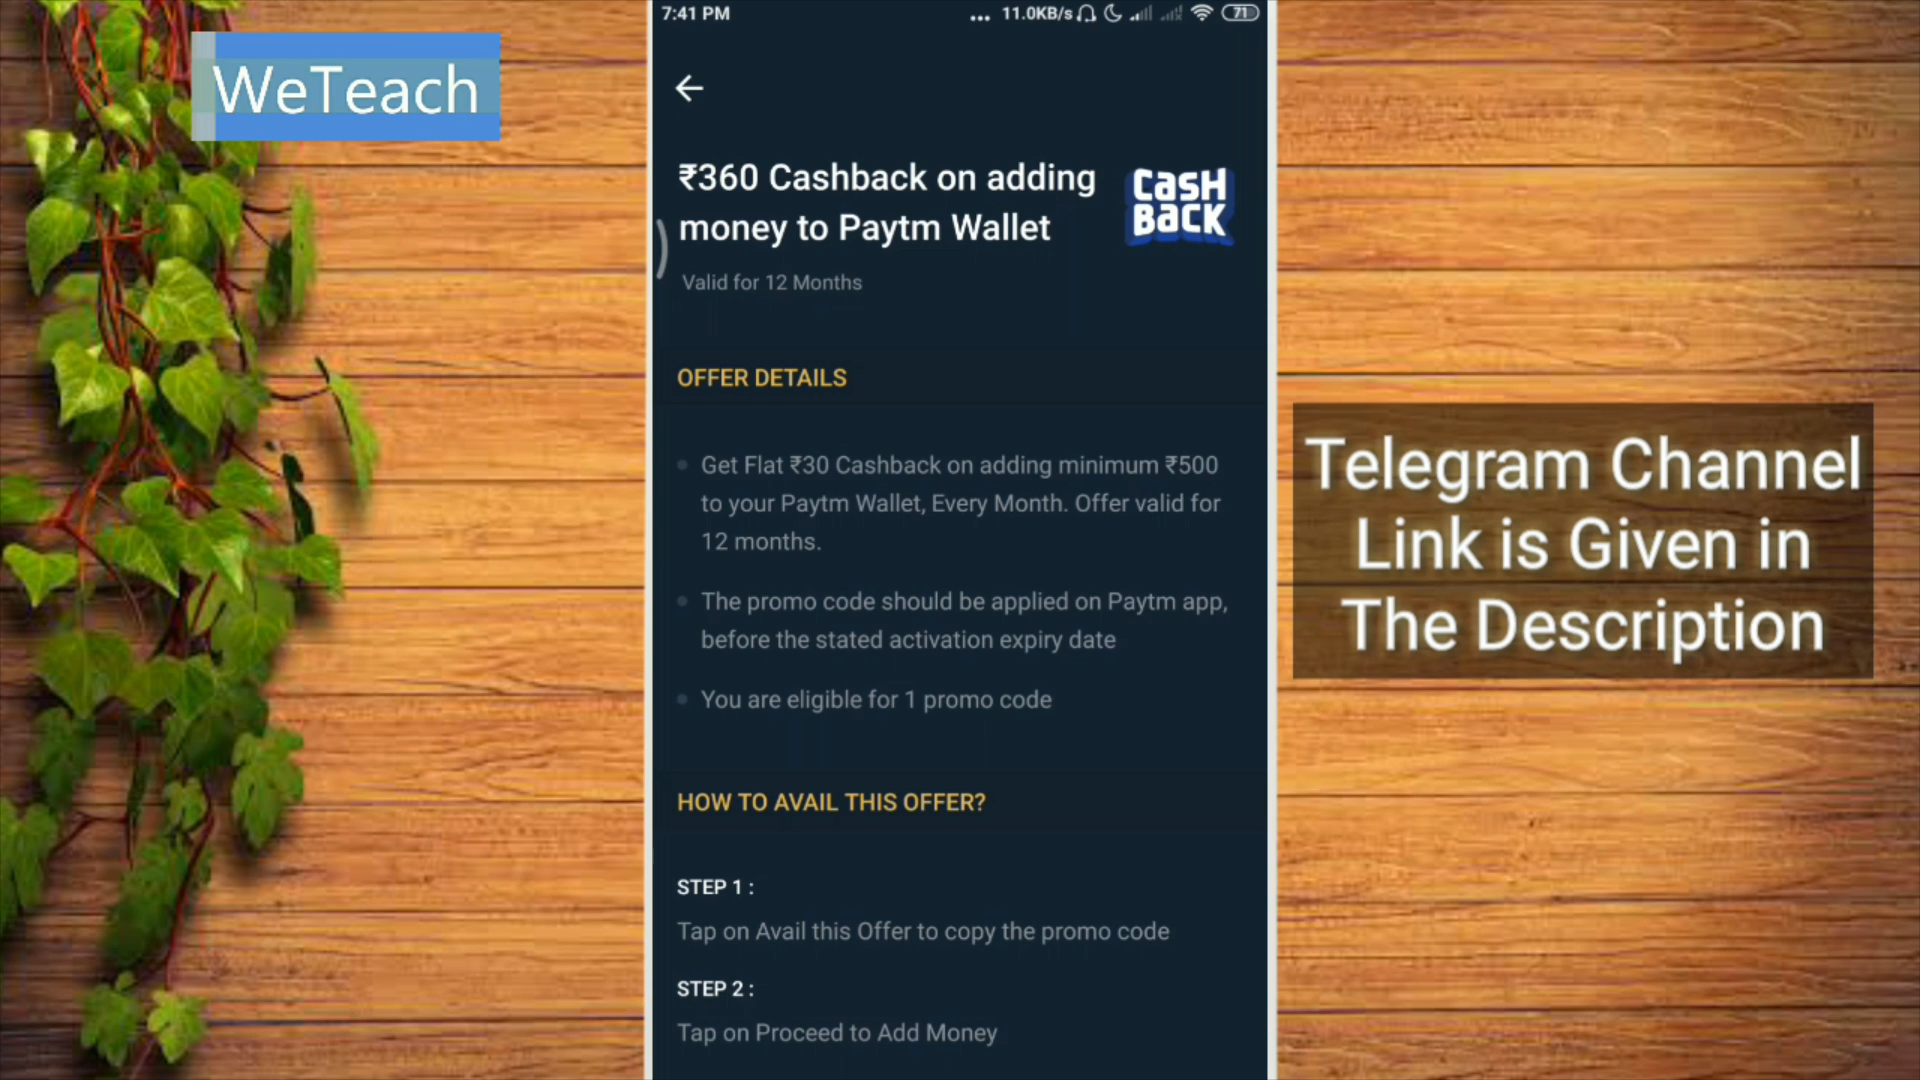 WeTeach
7:41 PM
... 11.0KB/s 71
₹360 Cashback on adding
money to Paytm Wallet
CASH
BACK
Valid for 12 Months
OFFER DETAILS
Get Flat ₹30 Cashback on adding minimum ₹500
to your Paytm Wallet, Every Month. Offer valid for
12 months.
The promo code should be applied on Paytm app,
before the stated activation expiry date
You are eligible for 1 promo code
HOW TO AVAIL THIS OFFER?
STEP 1 :
Tap on Avail this Offer to copy the promo code
STEP 2 :
Tap on Proceed to Add Money
Telegram Channel
Link is Given in
The Description